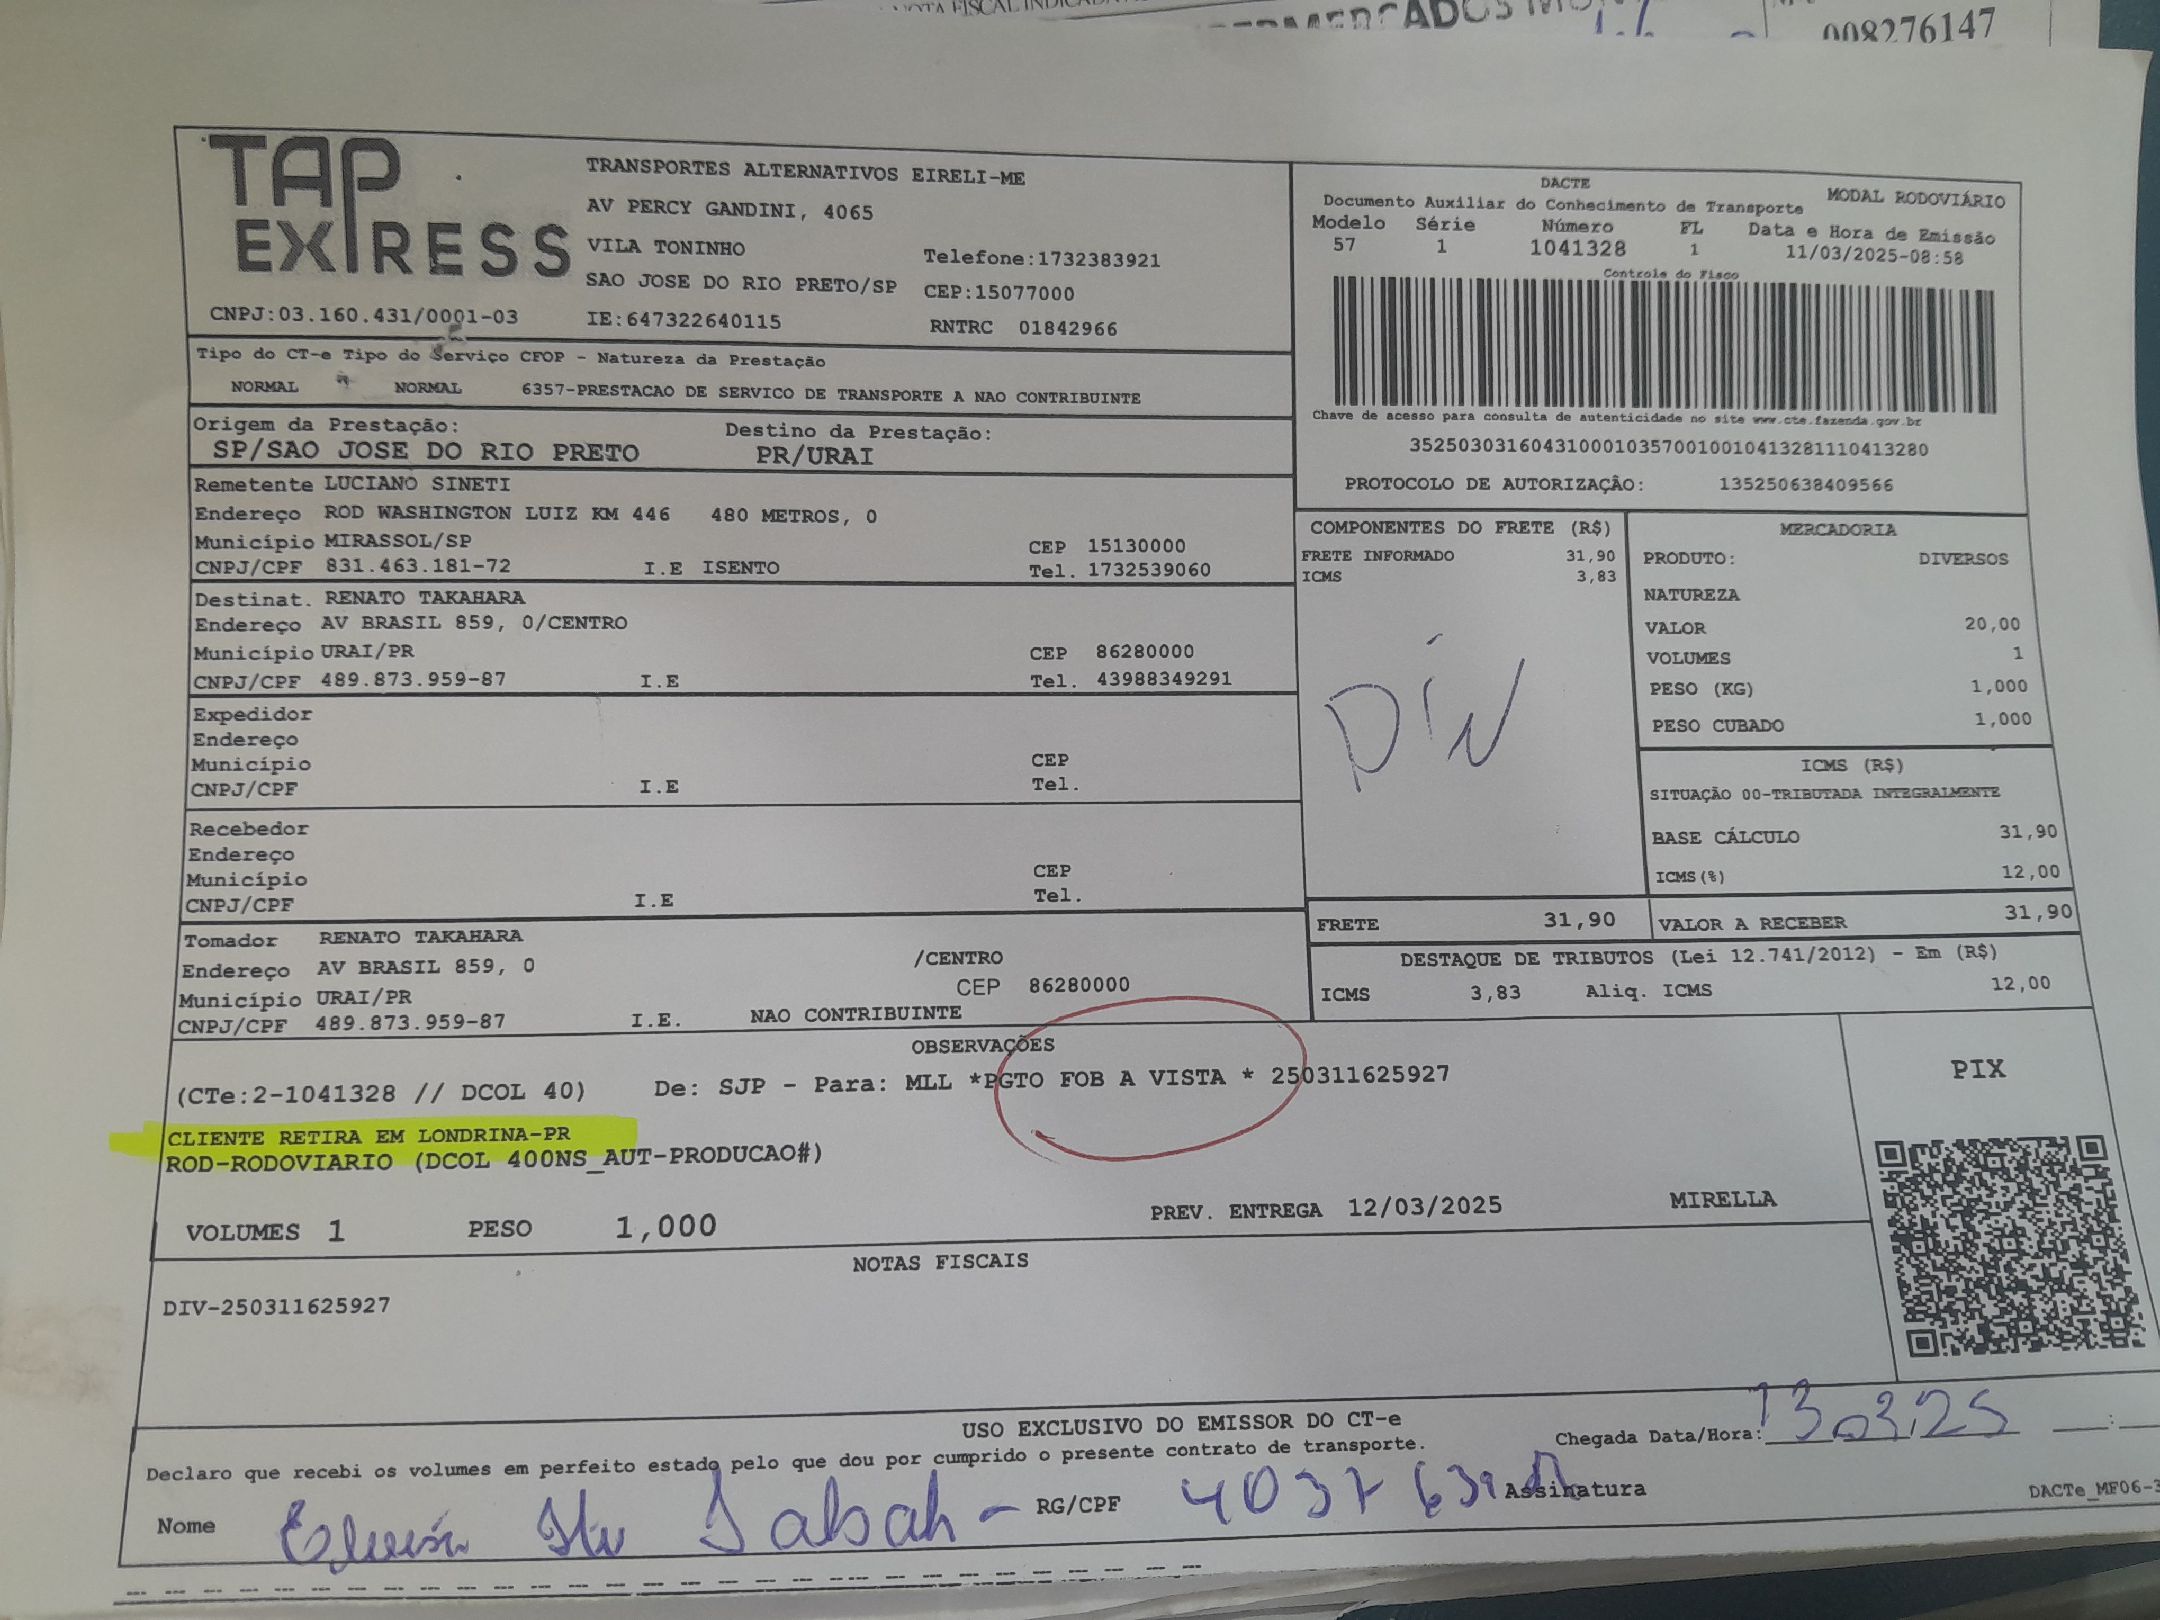 008276147
TAP EXPRESS
TRANSPORTES ALTERNATIVOS EIRELI-ME
AV PERCY GANDINI, 4065
VILA TONINHO Telefone:1732383921
SAO JOSE DO RIO PRETO/SP CEP:15077000
CNPJ:03.160.431/0001-03 IE:647322640115 RNTRC 01842966
DACTE MODAL RODOVIÁRIO
Documento Auxiliar do Conhecimento de Transporte
Modelo Série Número FL Data e Hora de Emissão
57 1 1041328 1 11/03/2025-08:58
Controle do Fisco
Chave de acesso para consulta de autenticidade no site www.cte.fazenda.gov.br
35250303160431000103570010010413281110413280
PROTOCOLO DE AUTORIZAÇÃO: 135250638409566
Tipo do CT-e Tipo do Serviço CFOP - Natureza da Prestação
NORMAL NORMAL 6357-PRESTACAO DE SERVICO DE TRANSPORTE A NAO CONTRIBUINTE
Origem da Prestação: Destino da Prestação:
SP/SAO JOSE DO RIO PRETO PR/URAI
Remetente LUCIANO SINETI
Endereço ROD WASHINGTON LUIZ KM 446 480 METROS, 0
Município MIRASSOL/SP CEP 15130000
CNPJ/CPF 831.463.181-72 I.E ISENTO Tel. 1732539060
Destinat. RENATO TAKAHARA
Endereço AV BRASIL 859, 0/CENTRO
Município URAI/PR CEP 86280000
CNPJ/CPF 489.873.959-87 I.E Tel. 43988349291
Expedidor
Endereço
Município CEP
CNPJ/CPF I.E Tel.
Recebedor
Endereço
Município CEP
CNPJ/CPF I.E Tel.
Tomador RENATO TAKAHARA
Endereço AV BRASIL 859, 0 /CENTRO
Município URAI/PR CEP 86280000
CNPJ/CPF 489.873.959-87 I.E. NAO CONTRIBUINTE
COMPONENTES DO FRETE (R$)
FRETE INFORMADO 31,90
ICMS 3,83
DIV
MERCADORIA
PRODUTO: DIVERSOS
NATUREZA
VALOR 20,00
VOLUMES 1
PESO (KG) 1,000
PESO CUBADO 1,000
ICMS (R$)
SITUAÇÃO 00-TRIBUTADA INTEGRALMENTE
BASE CÁLCULO 31,90
ICMS(%) 12,00
FRETE 31,90 VALOR A RECEBER 31,90
DESTAQUE DE TRIBUTOS (Lei 12.741/2012) - Em (R$)
ICMS 3,83 Aliq. ICMS 12,00
OBSERVAÇÕES
(CTe:2-1041328 // DCOL 40) De: SJP - Para: MLL *PGTO FOB A VISTA * 250311625927
CLIENTE RETIRA EM LONDRINA-PR
ROD-RODOVIARIO (DCOL 400NS_AUT-PRODUCAO#)
VOLUMES 1 PESO 1,000 PREV. ENTREGA 12/03/2025 MIRELLA
PIX
NOTAS FISCAIS
DIV-250311625927
USO EXCLUSIVO DO EMISSOR DO CT-e
Declaro que recebi os volumes em perfeito estado pelo que dou por cumprido o presente contrato de transporte.
Chegada Data/Hora: 13 03 25 __:__
Nome RG/CPF Assinatura
DACTe_MF06-3